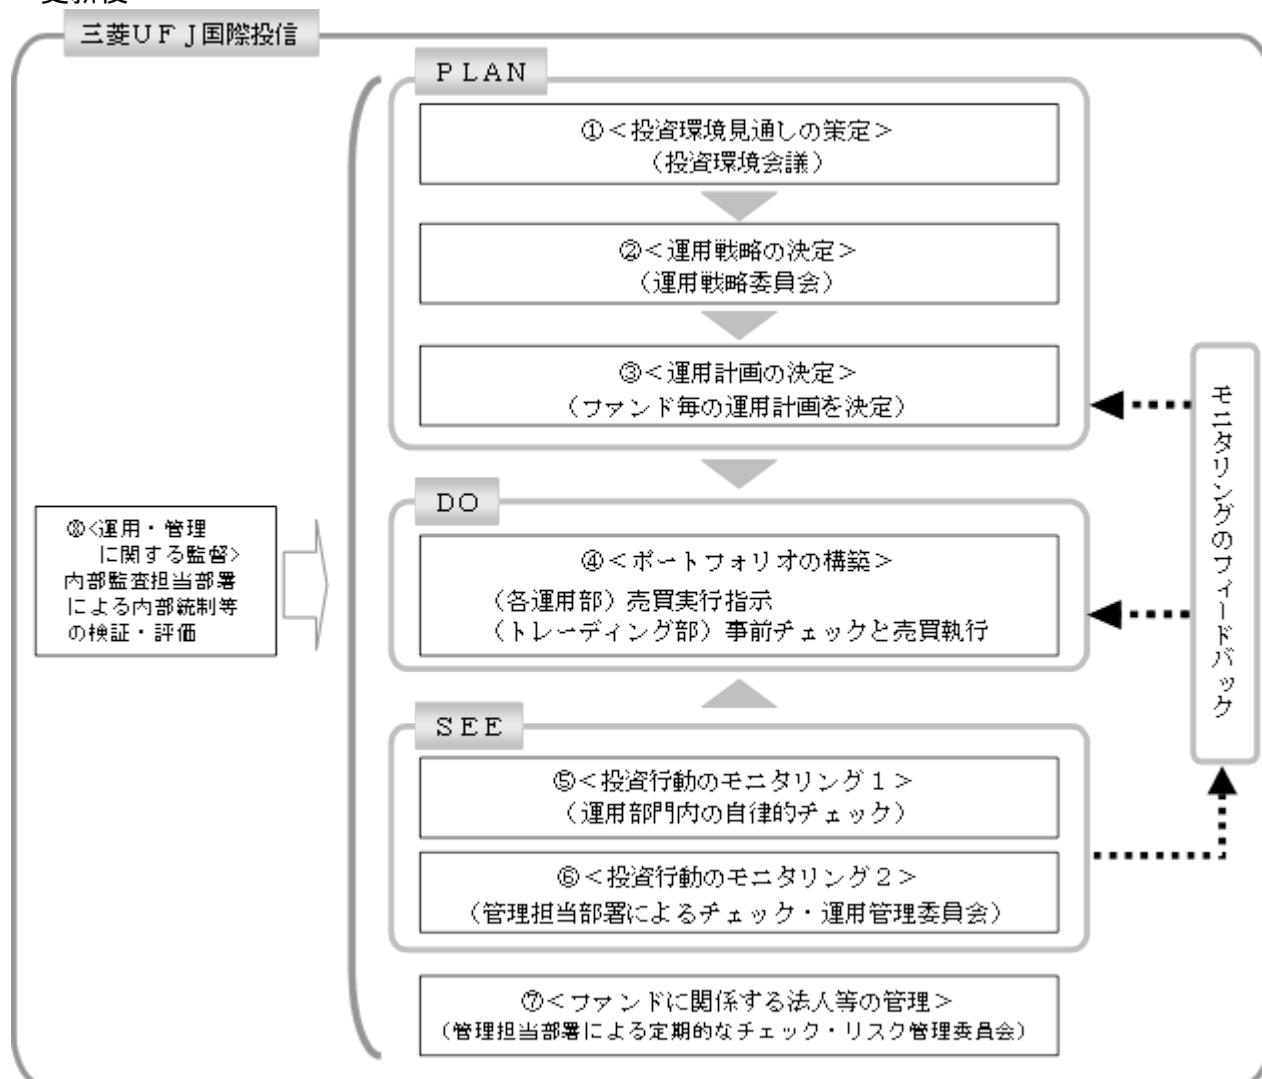 三菱ＵＦＪ国際投信
ＰＬＡＮ
①＜投資環境見通しの策定＞
（投資環境会議）
②＜運用戦略の決定＞
（運用戦略委員会）
③＜運用計画の決定＞
（ファンド毎の運用計画を決定）
ＤＯ
④＜ポートフォリオの構築＞
（各運用部）売買実行指示
（トレーディング部）事前チェックと売買執行
ＳＥＥ
⑤＜投資行動のモニタリング１＞
（運用部門内の自律的チェック）
⑥＜投資行動のモニタリング２＞
（管理担当部署によるチェック・運用管理委員会）
⑦＜ファンドに関係する法人等の管理＞
（管理担当部署による定期的なチェック・リスク管理委員会）
⑧<運用・管理
に関する監督>
内部監査担当部署
による内部統制等
の検証・評価
モニタリングのフィードバック